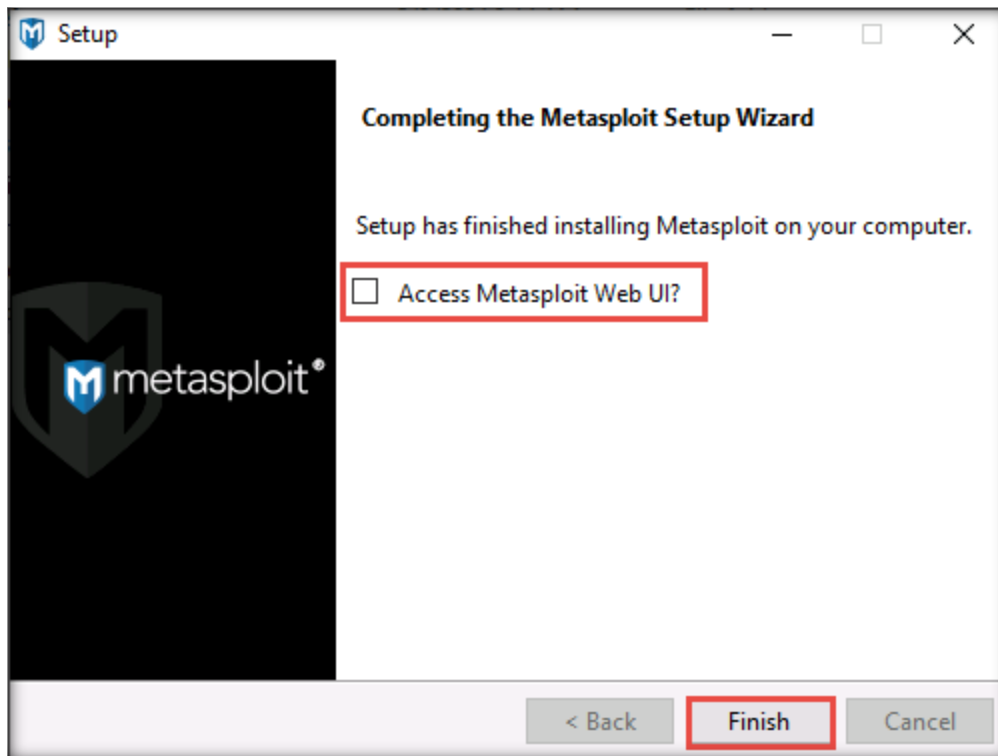 Setup
Completing the Metasploit Setup Wizard
Setup has finished installing Metasploit on your computer.
Access Metasploit Web UI?
metasploit®
< Back
Finish
Cancel